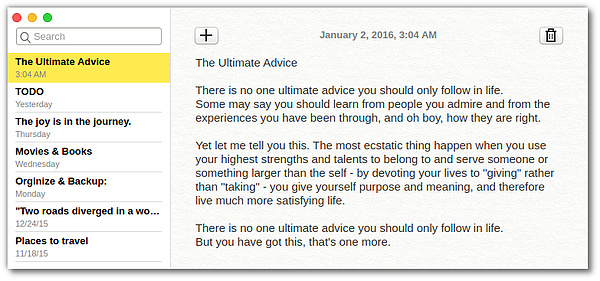 Search
The Ultimate Advice
3:04 AM
TODO
Yesterday
The joy is in the journey.
Thursday
Movies & Books
Wednesday
Orginize & Backup:
Monday
"Two roads diverged in a wo…
12/24/15
Places to travel
11/18/15
January 2, 2016, 3:04 AM
The Ultimate Advice
There is no one ultimate advice you should only follow in life.
Some may say you should learn from people you admire and from the
experiences you have been through, and oh boy, how they are right.
Yet let me tell you this. The most ecstatic thing happen when you use
your highest strengths and talents to belong to and serve someone or
something larger than the self - by devoting your lives to "giving" rather
than "taking" - you give yourself purpose and meaning, and therefore
live much more satisfying life.
There is no one ultimate advice you should only follow in life.
But you have got this, that's one more.